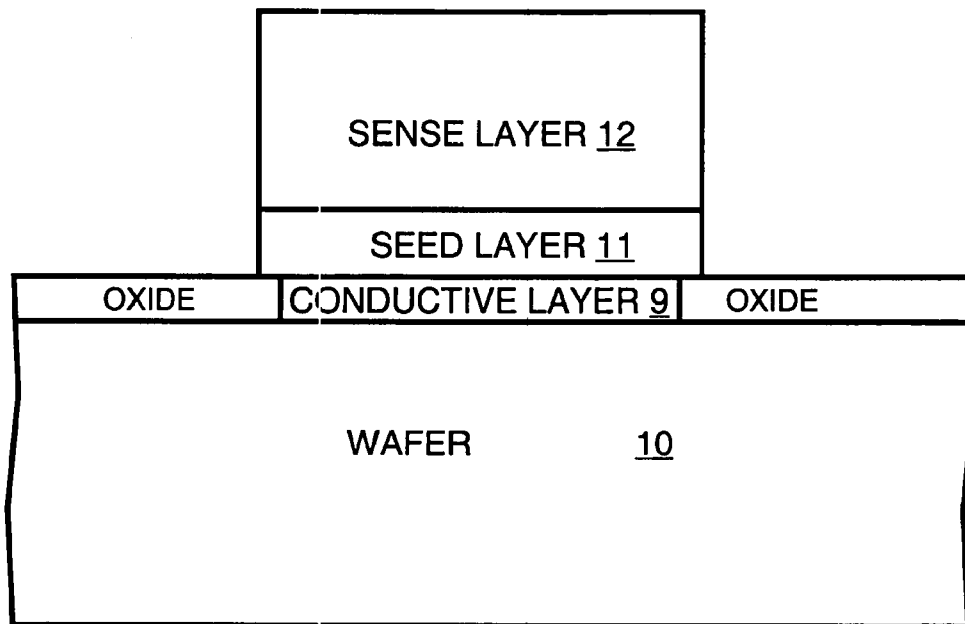 SENSE LAYER 12
SEED LAYER 11
OXIDE CONDUCTIVE LAYER 9 OXIDE
WAFER 10